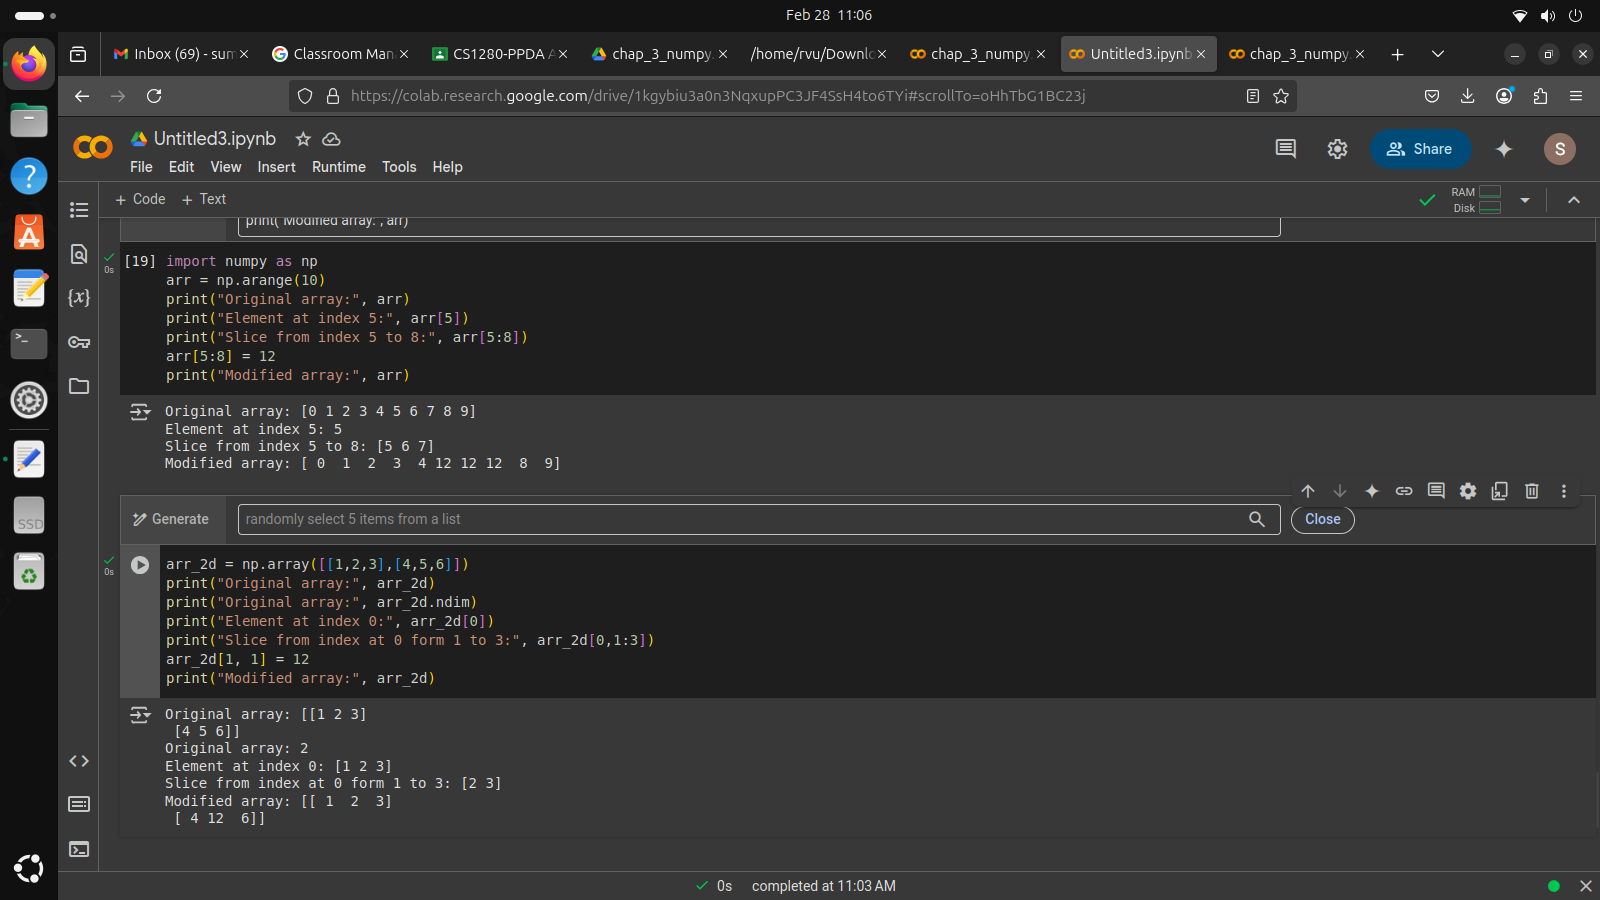 Feb 28 11:06
Inbox (69) - sum
Classroom Man
CS1280-PPDA A
chap_3_numpy.
/home/rvu/Downlo
chap_3_numpy.
Untitled3.ipynb
chap_3_numpy.
https://colab.research.google.com/drive/1kgybiu3a0n3NqxupPC3JF4SsH4to6TYi#scrollTo=oHhTbG1BC23j
Untitled3.ipynb
Share
S
File Edit View Insert Runtime Tools Help
+ Code + Text
RAM
Disk
print("Modified array:", arr)
[19] import numpy as np
0s
arr = np.arange(10)
print("Original array:", arr)
print("Element at index 5:", arr[5])
print("Slice from index 5 to 8:", arr[5:8])
arr[5:8] = 12
print("Modified array:", arr)
Original array: [0 1 2 3 4 5 6 7 8 9]
Element at index 5: 5
Slice from index 5 to 8: [5 6 7]
Modified array: [ 0  1  2  3  4 12 12 12  8  9]
Generate
randomly select 5 items from a list
Close
arr_2d = np.array([[1,2,3],[4,5,6]])
0s
print("Original array:", arr_2d)
print("Original array:", arr_2d.ndim)
print("Element at index 0:", arr_2d[0])
print("Slice from index at 0 form 1 to 3:", arr_2d[0,1:3])
arr_2d[1, 1] = 12
print("Modified array:", arr_2d)
Original array: [[1 2 3]
 [4 5 6]]
Original array: 2
Element at index 0: [1 2 3]
Slice from index at 0 form 1 to 3: [2 3]
Modified array: [[ 1  2  3]
 [ 4 12  6]]
SSD
0s completed at 11:03 AM